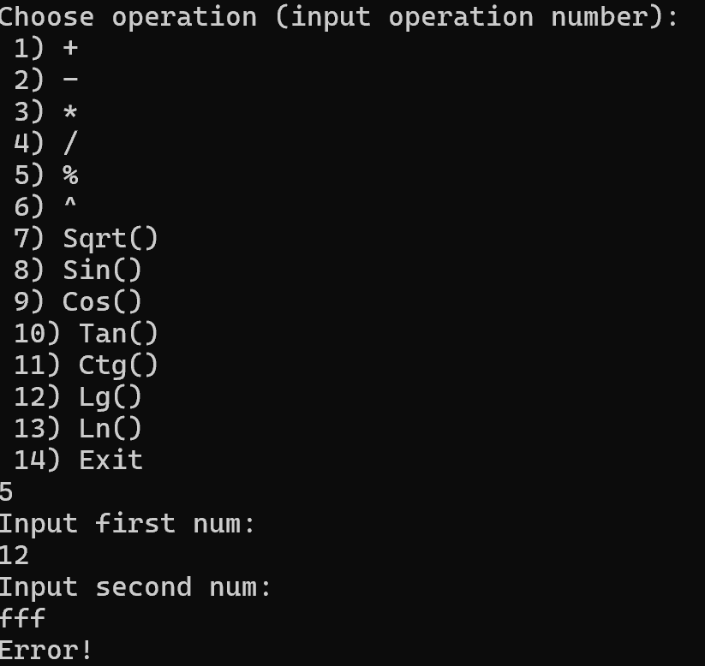 Choose operation (input operation number):
1) +
2) -
3) *
4) /
5) %
6) ^
7) Sqrt()
8) Sin()
9) Cos()
10) Tan()
11) Ctg()
12) Lg()
13) Ln()
14) Exit
5
Input first num:
12
Input second num:
fff
Error!